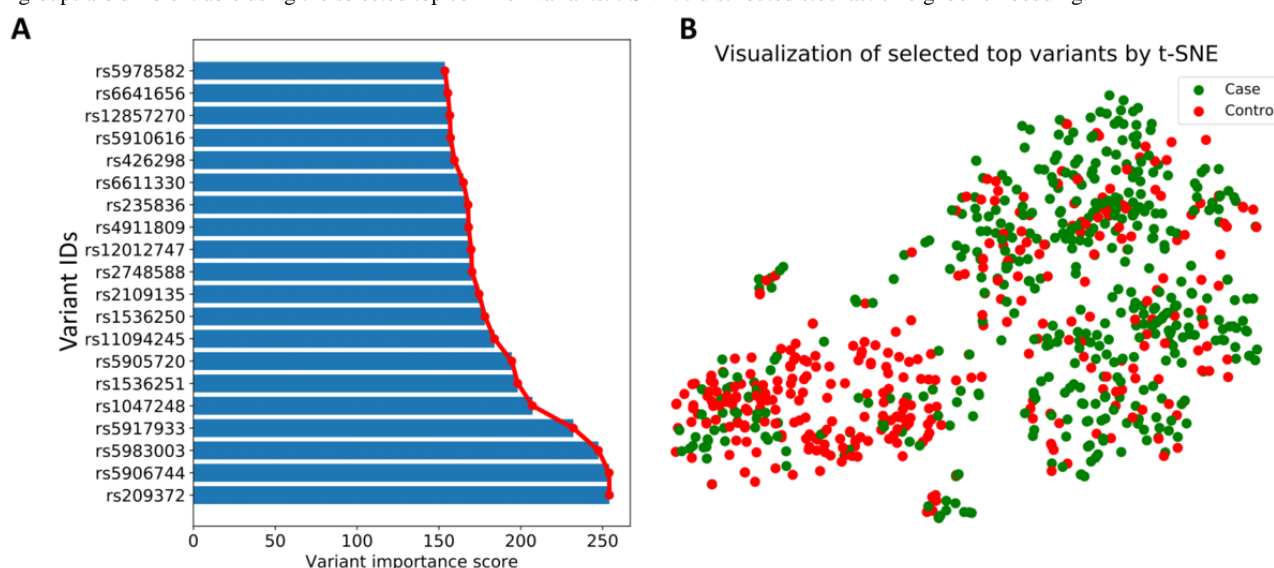 A
B
Visualization of selected top variants by t-SNE
Case
Contro
Variant IDs
rs5978582
rs6641656
rs12857270
rs5910616
rs426298
rs6611330
rs235836
rs4911809
rs12012747
rs2748588
rs2109135
rs1536250
rs11094245
rs5905720
rs1536251
rs1047248
rs5917933
rs5983003
rs5906744
rs209372
0 50 100 150 200 250
Variant importance score